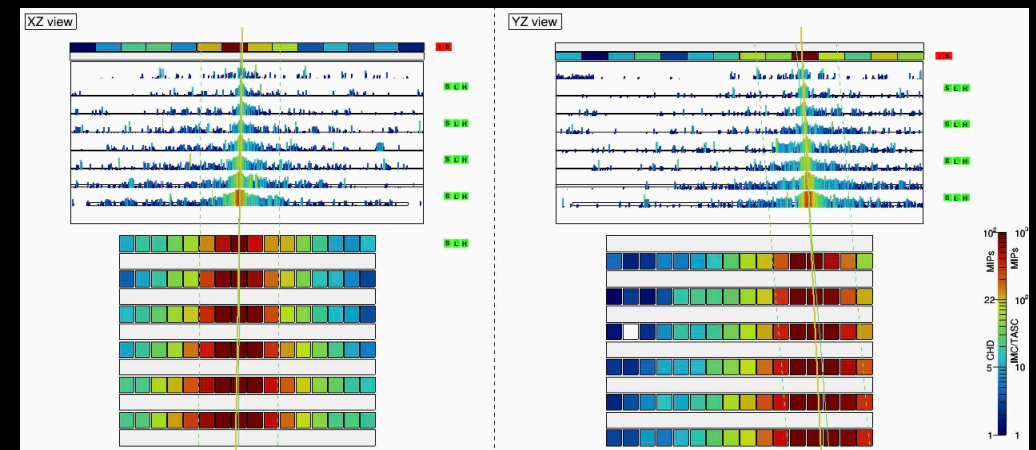 XZ view
YZ view
L S
L S
S L H
S L H
S L H
S L H
S L H
S L H
S L H
S L H
S L H
10² 10³
MIPs MIPs
22 10²
CHD IMC/TASC
5 10
1 1